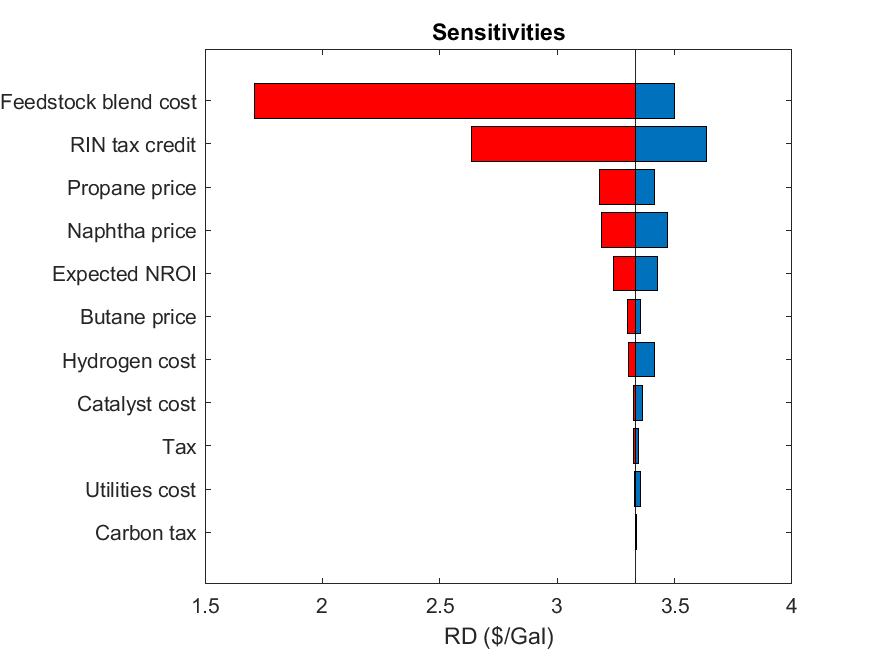 Sensitivities
Feedstock blend cost
RIN tax credit
Propane price
Naphtha price
Expected NROI
Butane price
Hydrogen cost
Catalyst cost
Tax
Utilities cost
Carbon tax
1.5 2 2.5 3 3.5 4
RD ($/Gal)